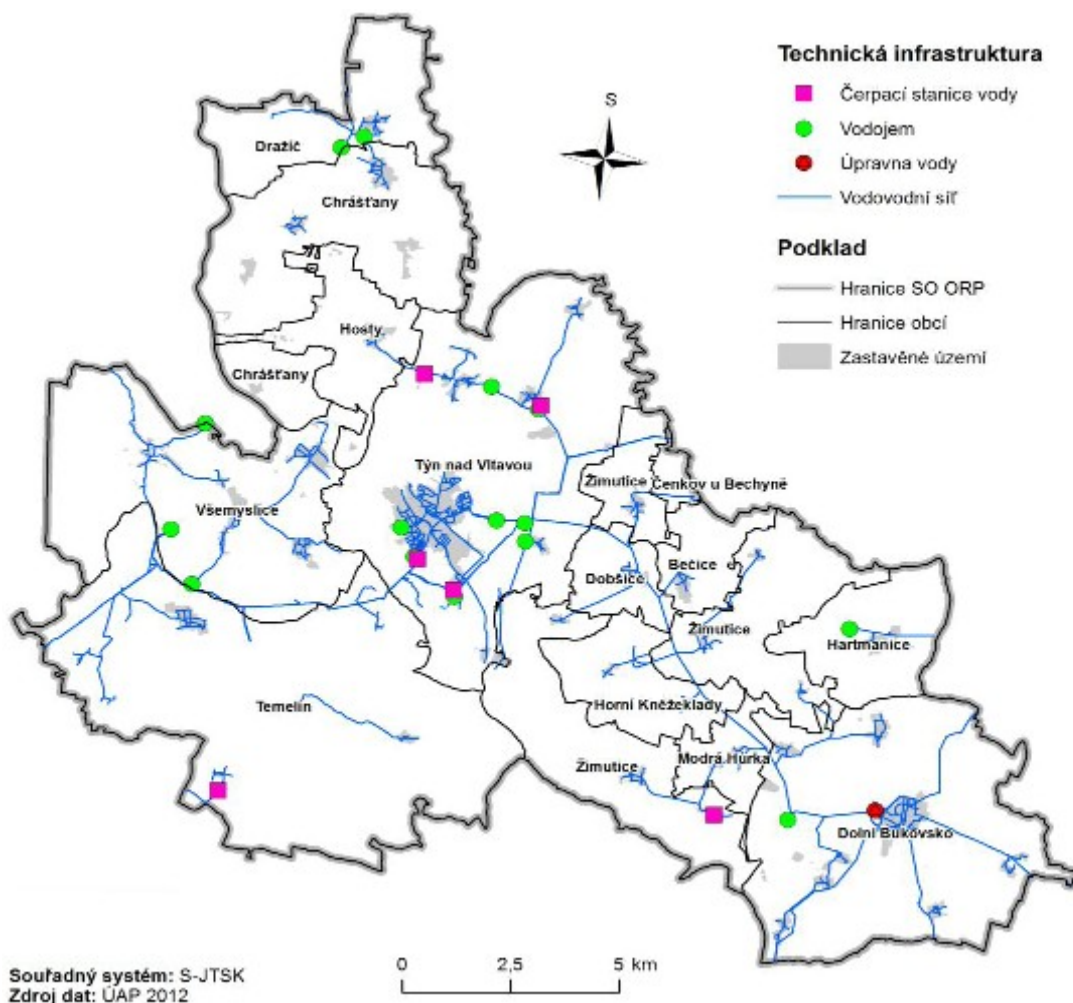 Technická infrastruktura
Čerpací stanice vody
Vodojem
Úpravna vody
Vodovodní síť
Podklad
Hranice SO ORP
Hranice obcí
Zastavěné území
S
Dražíč
Chrášťany
Hosty
Chrášťany
Týn nad Vltavou
Žimutice
Čenkov u Bechyně
Všemyslice
Dobšice
Bečice
Žimutice
Hartmanice
Temelín
Horní Kněžeklady
Žimutice
Modrá Hůrka
Dolní Bukovsko
Souřadný systém: S-JTSK
Zdroj dat: ÚAP 2012
0 2,5 5 km